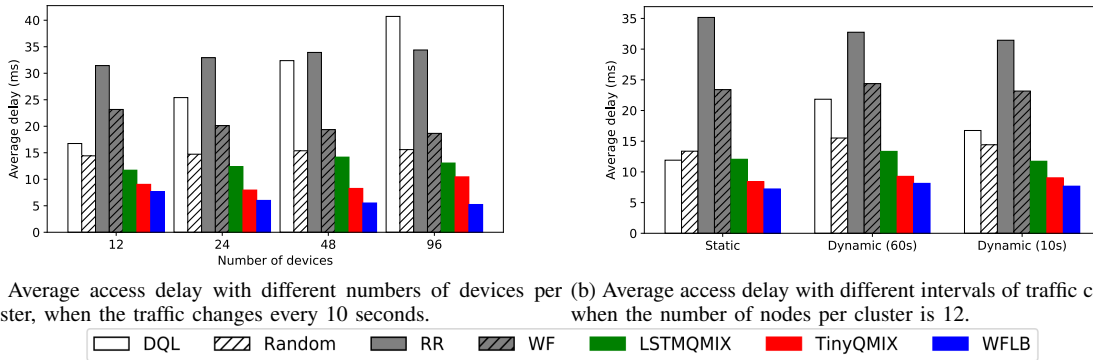 40
35
30
25
20
15
10
5
0
Average delay (ms)
12 24 48 96
Number of devices
35
30
25
20
15
10
5
0
Average delay (ms)
Static Dynamic (60s) Dynamic (10s)
Average access delay with different numbers of devices per
ster, when the traffic changes every 10 seconds.
(b) Average access delay with different intervals of traffic c
when the number of nodes per cluster is 12.
DQL Random RR WF LSTMQMIX TinyQMIX WFLB